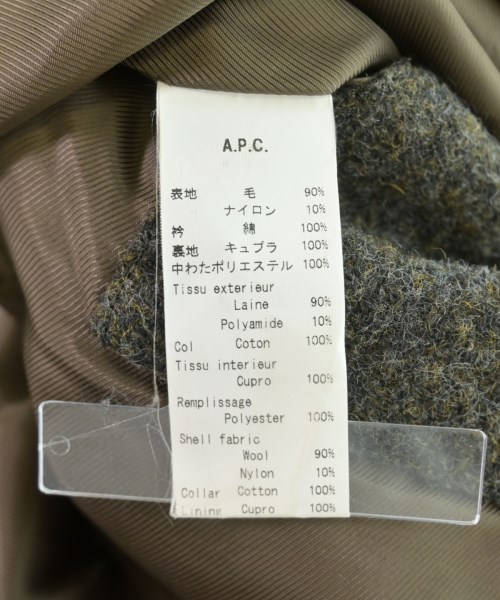 A.P.C.
表地 毛 90%
ナイロン 10%
衿 綿 100%
裏地 キュプラ 100%
中わたポリエステル 100%
Tissu exterieur
Laine 90%
Polyamide 10%
Col Coton 100%
Tissu interieur
Cupro 100%
Remplissage
Polyester 100%
Shell fabric
Wool 90%
Nylon 10%
Collar Cotton 100%
Lining Cupro 100%